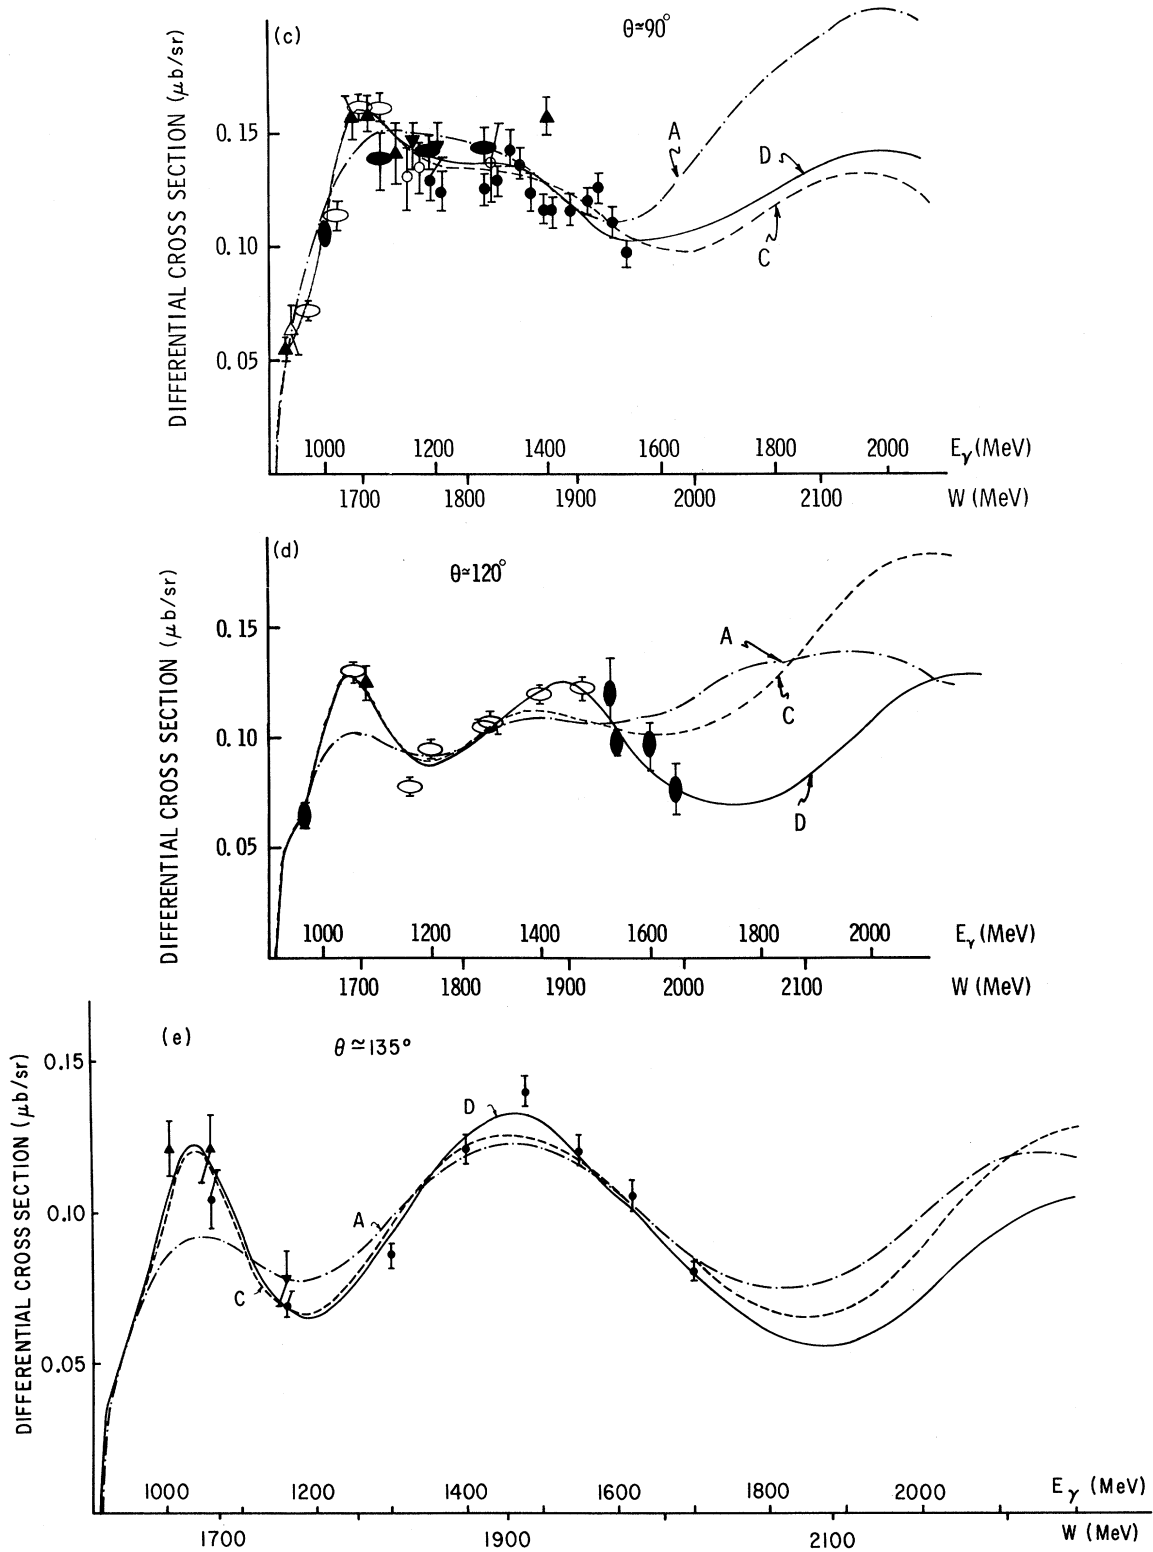 (c)
θ≃90°
DIFFERENTIAL CROSS SECTION (μb/sr)
0.15
0.10
0.05
A
D
C
1000 1200 1400 1600 1800 2000 Eγ (MeV)
1700 1800 1900 2000 2100 W (MeV)
(d)
θ≃120°
DIFFERENTIAL CROSS SECTION (μb/sr)
0.15
0.10
0.05
A
C
D
1000 1200 1400 1600 1800 2000 Eγ (MeV)
1700 1800 1900 2000 2100 W (MeV)
(e)
θ≃135°
DIFFERENTIAL CROSS SECTION (μb/sr)
0.15
0.10
0.05
D
A
C
1000 1200 1400 1600 1800 2000 Eγ (MeV)
1700 1900 2100 W (MeV)